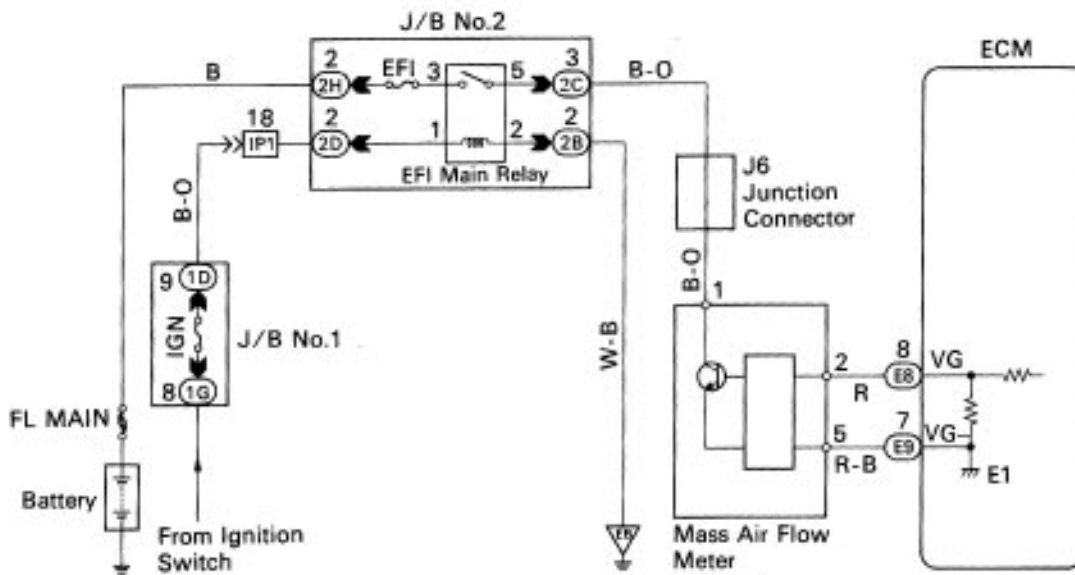 J/B No.2
ECM
B
2
2H
EFI
3
5
3
2C
B-O
18
IP1
2
2D
1
2
2
2B
EFI Main Relay
J6
Junction
Connector
B-O
9
1D
IGN
J/B No.1
8
1G
W-B
B-O
1
2
R
8
E8
VG
5
R-B
7
E9
VG
E1
FL MAIN
Battery
From Ignition
Switch
Mass Air Flow
Meter